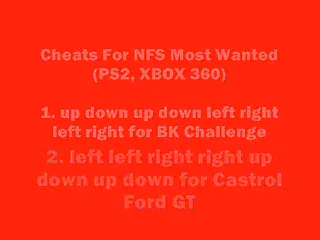 Cheats For NFS Most Wanted
(PS2, XBOX 360)
1. up down up down left right
left right for BK Challenge
2. left left right right up
down up down for Castrol
Ford GT